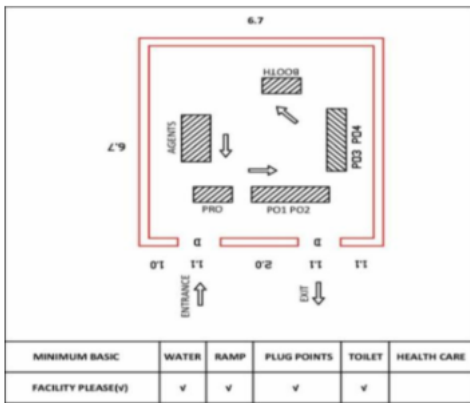 6.7
BOOTH
AGENTS
6.7
PO3 PO4
PRO
PO1 PO2
D
D
1.0
1.1
2.0
1.1
1.1
ENTRANCE
EXIT
MINIMUM BASIC WATER RAMP PLUG POINTS TOILET HEALTH CARE
FACILITY PLEASE(√) √ √ √ √